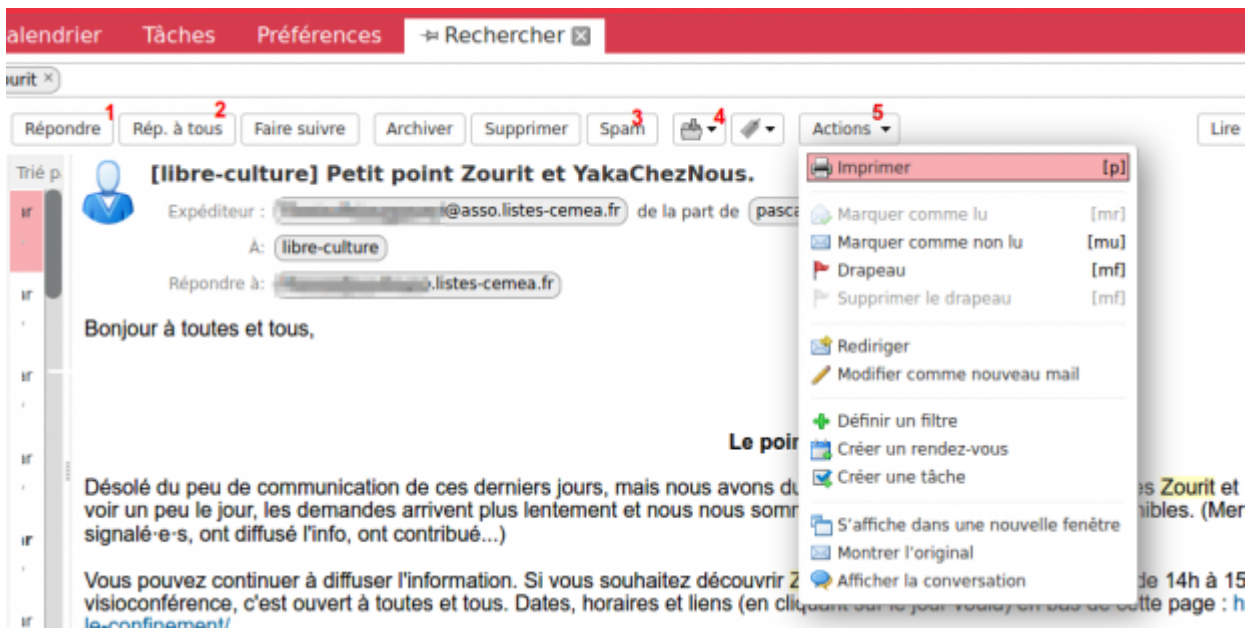 alendrier Tâches Préférences Rechercher
ourit ×
1 2 3 4 5
Répondre Rép. à tous Faire suivre Archiver Supprimer Spam Actions Lire
Trié p
[libre-culture] Petit point Zourit et YakaChezNous.
Expéditeur : @asso.listes-cemea.fr de la part de pasca
À: libre-culture
Répondre à: .listes-cemea.fr
Imprimer [p]
Marquer comme lu [mr]
Marquer comme non lu [mu]
Drapeau [mf]
Supprimer le drapeau [mf]
Rediriger
Modifier comme nouveau mail
Définir un filtre
Créer un rendez-vous
Créer une tâche
S'affiche dans une nouvelle fenêtre
Montrer l'original
Afficher la conversation
Bonjour à toutes et tous,
Le poin
Désolé du peu de communication de ces derniers jours, mais nous avons du es Zourit et
voir un peu le jour, les demandes arrivent plus lentement et nous nous somm nibles. (Mer
signalé·e·s, ont diffusé l'info, ont contribué...)
Vous pouvez continuer à diffuser l'information. Si vous souhaitez découvrir Z de 14h à 15
visioconférence, c'est ouvert à toutes et tous. Dates, horaires et liens (en cliquant sur le jour voulu) en bas de cette page : h
le-confinement/